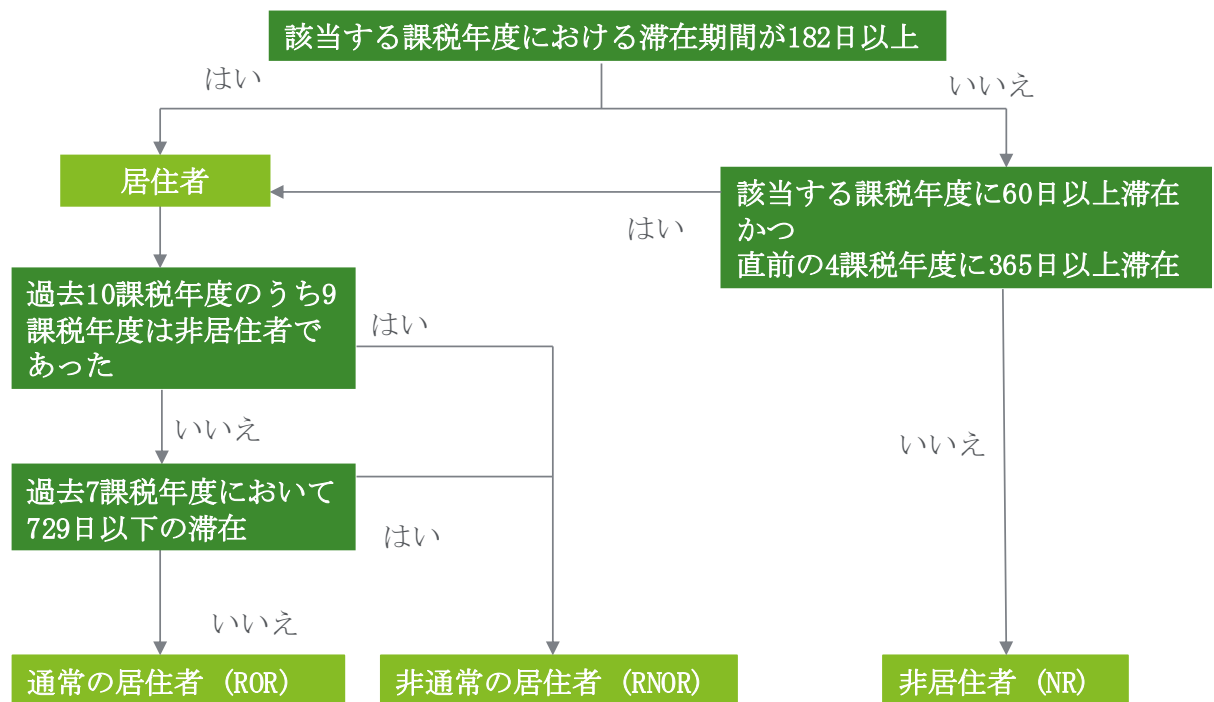 該当する課税年度における滞在期間が182日以上
はい
いいえ
居住者
該当する課税年度に60日以上滞在
かつ
直前の4課税年度に365日以上滞在
はい
過去10課税年度のうち9
課税年度は非居住者で
あった
はい
いいえ
いいえ
過去7課税年度において
729日以下の滞在
はい
いいえ
通常の居住者 (ROR)
非通常の居住者 (RNOR)
非居住者 (NR)